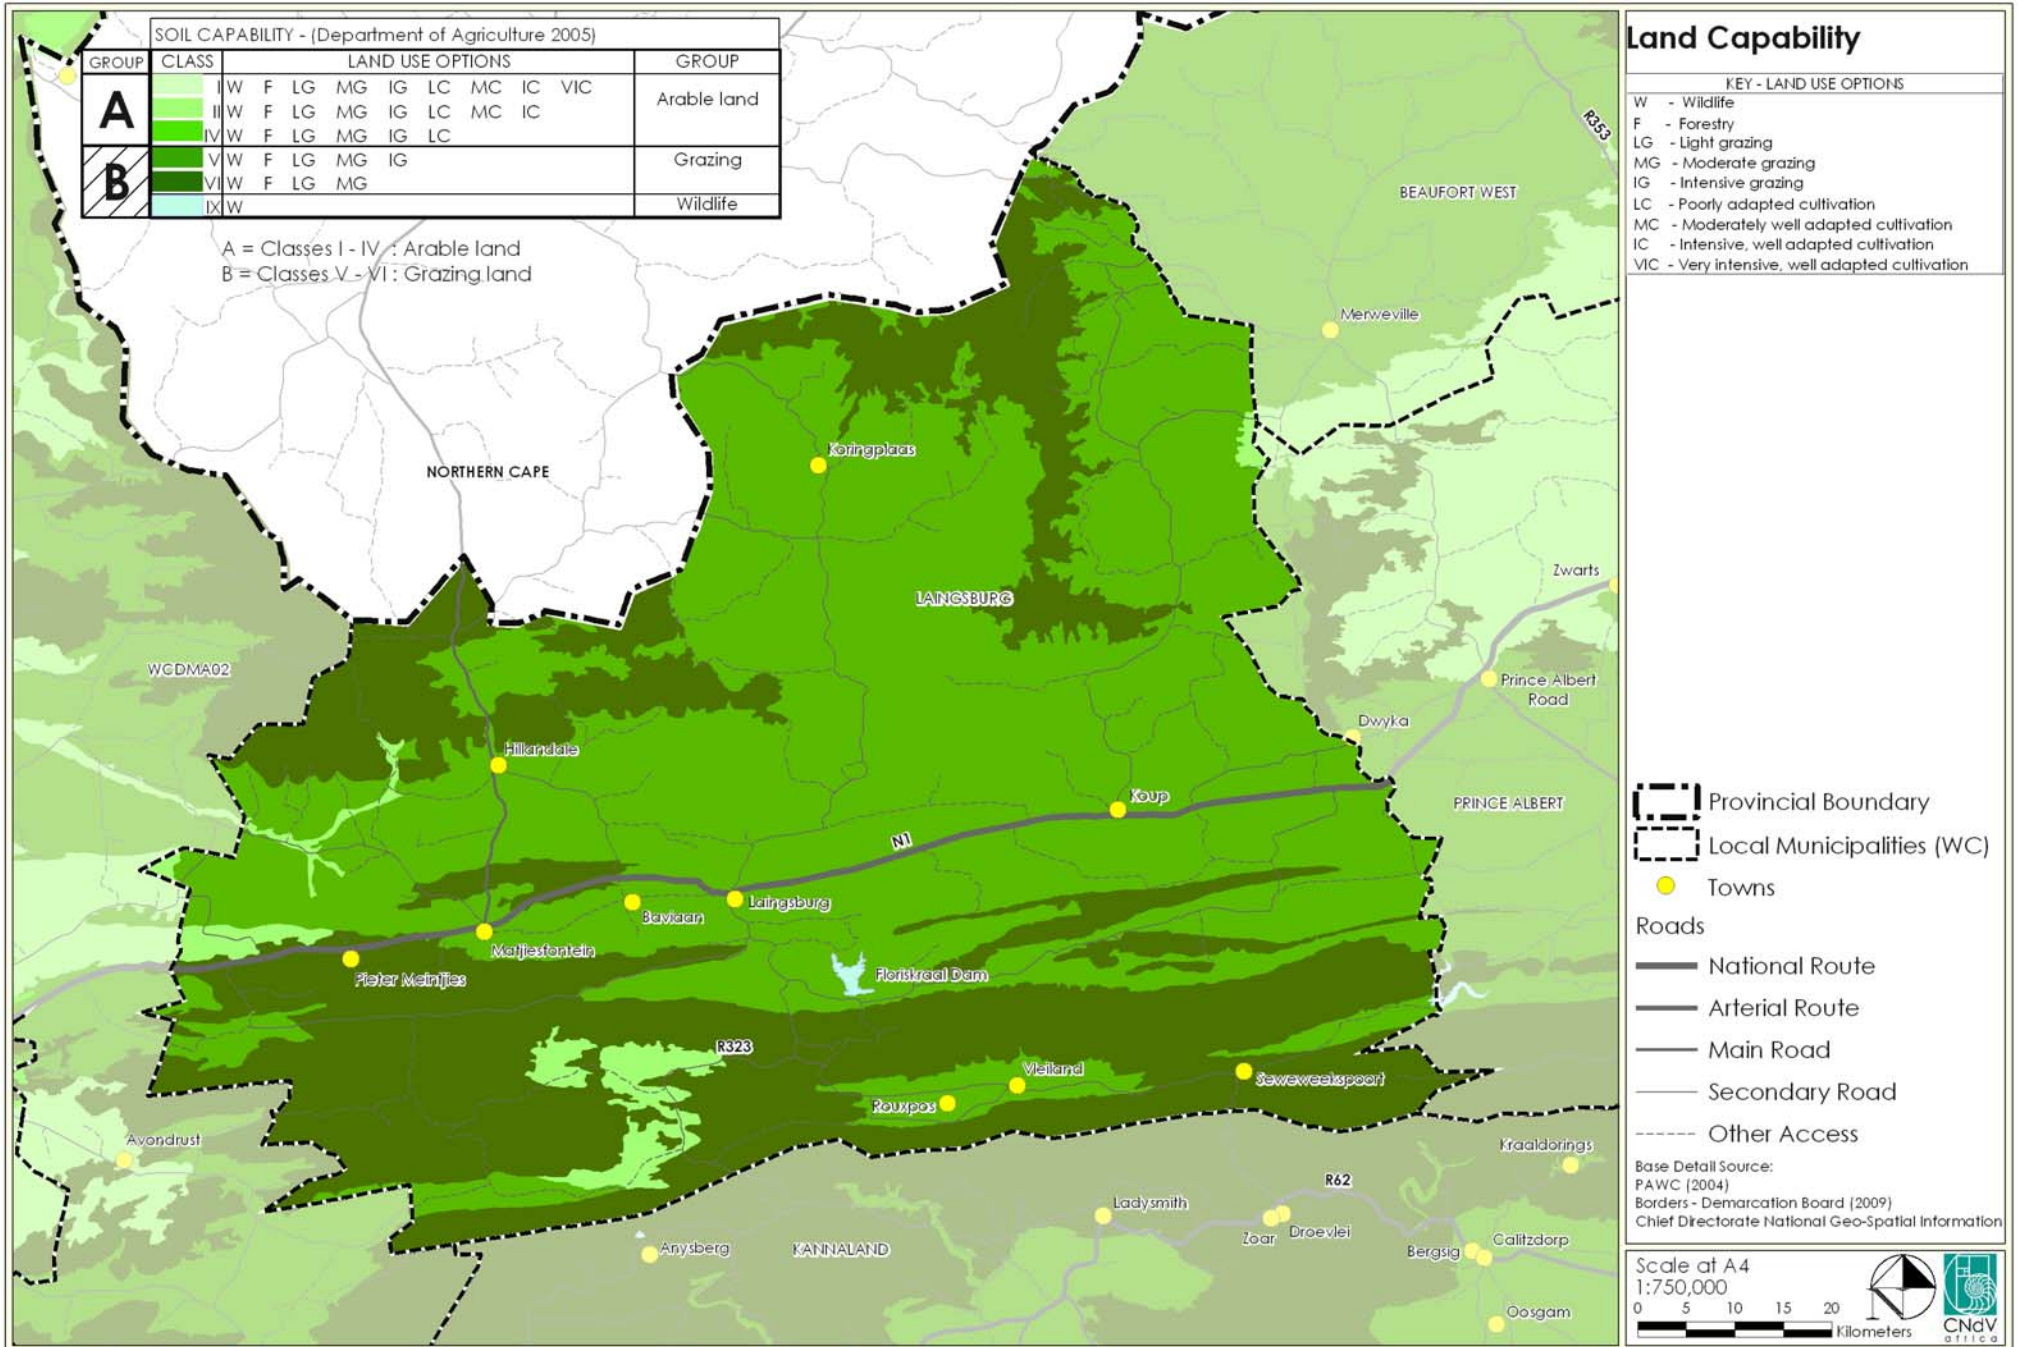 SOIL CAPABILITY - (Department of Agriculture 2005)
GROUP CLASS LAND USE OPTIONS GROUP
A
I W F LG MG IG LC MC IC VIC
II W F LG MG IG LC MC IC
IV W F LG MG IG LC
Arable land
B
V W F LG MG IG
VI W F LG MG
Grazing
IX W
Wildlife
A = Classes I - IV : Arable land
B = Classes V - VI : Grazing land
R353
BEAUFORT WEST
Merweville
NORTHERN CAPE
Koringplaas
Zwarts
LAINGSBURG
WCDMA02
Prince Albert
Road
Dwyka
Hillandale
Koup
PRINCE ALBERT
N1
Laingsburg
Baviaan
Matjiesfontein
Pieter Meintjies
Floriskraal Dam
R323
Vleiland
Seweweekspoort
Rouxpos
Avondrust
Kraaldorings
R62
Ladysmith
Zoar
Droevlei
Anysberg
KANNALAND
Bergsig
Calitzdorp
Oosgam
Land Capability
KEY - LAND USE OPTIONS
W - Wildlife
F - Forestry
LG - Light grazing
MG - Moderate grazing
IG - Intensive grazing
LC - Poorly adapted cultivation
MC - Moderately well adapted cultivation
IC - Intensive, well adapted cultivation
VIC - Very intensive, well adapted cultivation
Provincial Boundary
Local Municipalities (WC)
Towns
Roads
National Route
Arterial Route
Main Road
Secondary Road
Other Access
Base Detail Source:
PAWC (2004)
Borders - Demarcation Board (2009)
Chief Directorate National Geo-Spatial Information
Scale at A4
1:750,000
0 5 10 15 20
Kilometers
CNdV
africa